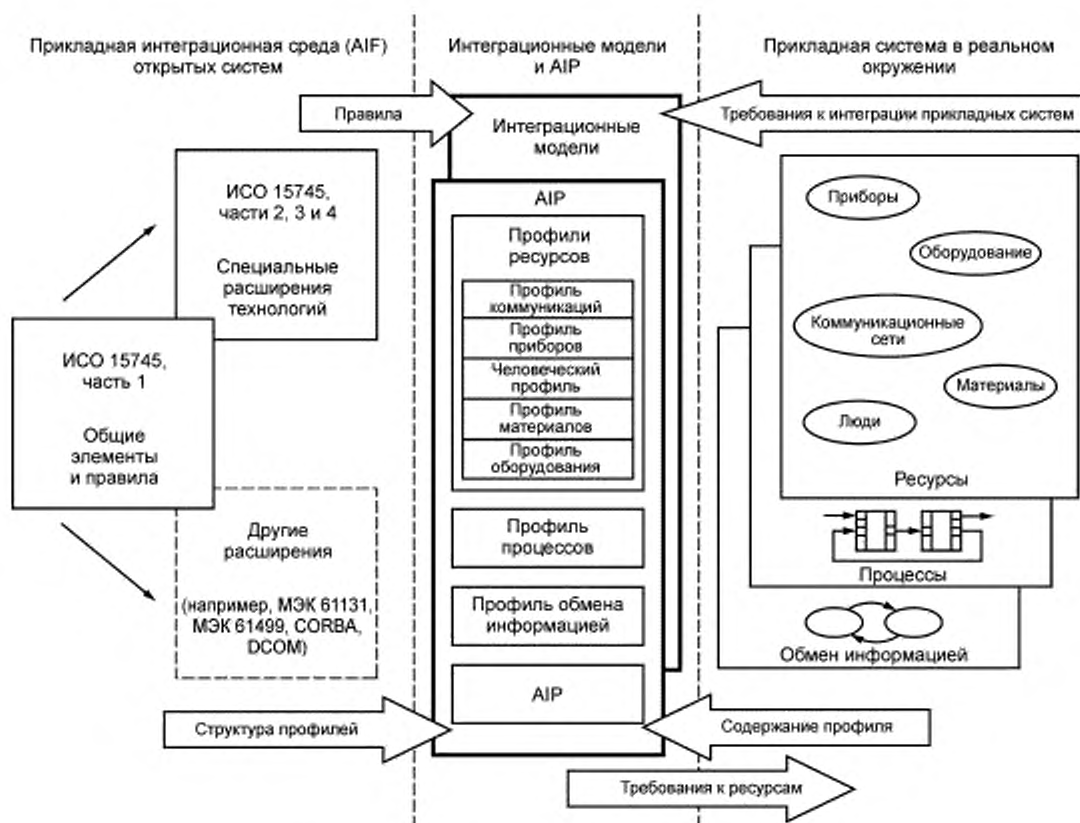 Прикладная интеграционная среда (AIF)
открытых систем
Интеграционные модели
и AIP
Прикладная система в реальном
окружении
Правила
Требования к интеграции прикладных систем
Интеграционные
модели
ИСО 15745,
части 2, 3 и 4
Специальные
расширения
технологий
ИСО 15745,
часть 1
Общие
элементы
и правила
Другие
расширения
(например, МЭК 61131,
МЭК 61499, CORBA,
DCOM)
Структура профилей
AIP
Профили
ресурсов
Профиль
коммуникаций
Профиль
приборов
Человеческий
профиль
Профиль
материалов
Профиль
оборудования
Профиль
процессов
Профиль обмена
информацией
AIP
Приборы
Оборудование
Коммуникационные
сети
Материалы
Люди
Ресурсы
Процессы
Обмен информацией
Содержание профиля
Требования к ресурсам